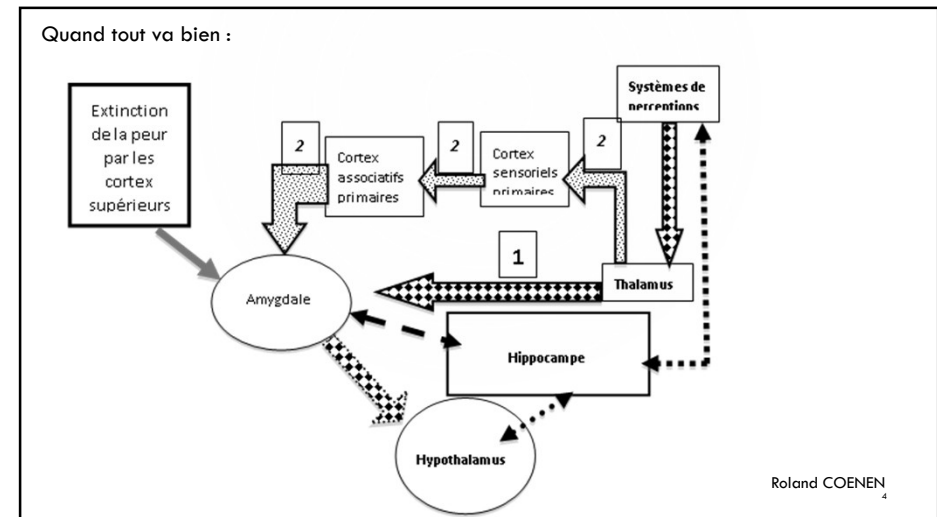 Quand tout va bien :
Extinction
de la peur
par les
cortex
supérieurs
2
Cortex
associatifs
primaires
2
Cortex
sensoriels
primaires
2
Systèmes de
perceptions
1
Thalamus
Amygdale
Hippocampe
Hypothalamus
Roland COENEN
4